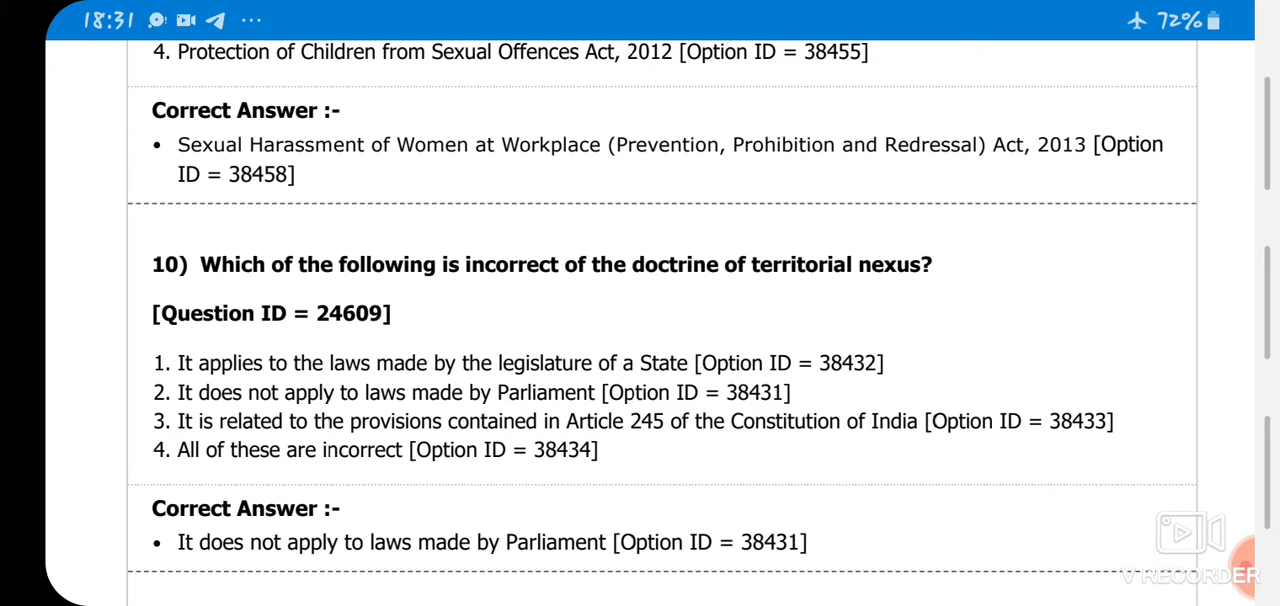 18:31 72%
4. Protection of Children from Sexual Offences Act, 2012 [Option ID = 38455]
Correct Answer :-
• Sexual Harassment of Women at Workplace (Prevention, Prohibition and Redressal) Act, 2013 [Option
ID = 38458]
10) Which of the following is incorrect of the doctrine of territorial nexus?
[Question ID = 24609]
1. It applies to the laws made by the legislature of a State [Option ID = 38432]
2. It does not apply to laws made by Parliament [Option ID = 38431]
3. It is related to the provisions contained in Article 245 of the Constitution of India [Option ID = 38433]
4. All of these are incorrect [Option ID = 38434]
Correct Answer :-
• It does not apply to laws made by Parliament [Option ID = 38431]
V RECORDER